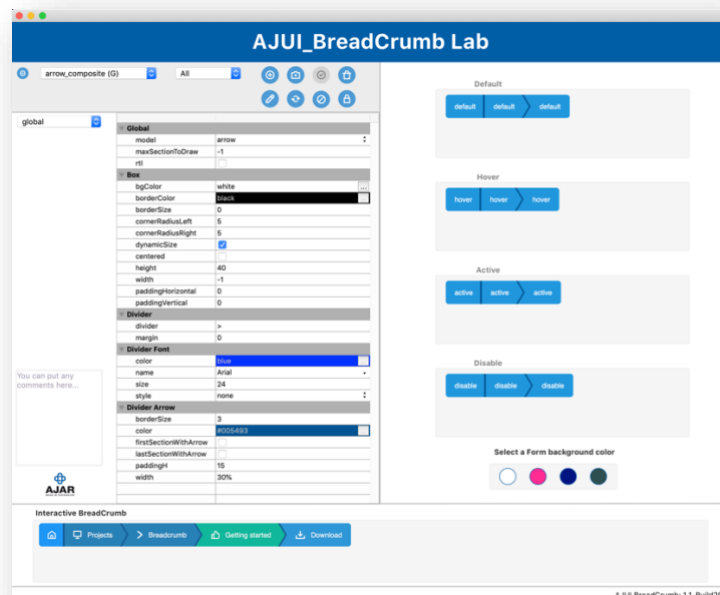 AJUI_BreadCrumb Lab
arrow_composite (G)
All
global
Global
model arrow
maxSectionToDraw -1
rtl
Box
bgColor white ...
borderColor black
borderSize 0
cornerRadiusLeft 5
cornerRadiusRight 5
dynamicSize
centered
height 40
width -1
paddingHorizontal 0
paddingVertical 0
Divider
divider >
margin 0
Divider Font
color blue
name Arial
size 24
style none
Divider Arrow
borderSize 3
color #005493
firstSectionWithArrow
lastSectionWithArrow
paddingH 15
width 30%
You can put any
comments here...
AJAR
Default
default default default
Hover
hover hover hover
Active
active active active
Disable
disable disable disable
Select a Form background color
Interactive BreadCrumb
Projects Breadcrumb Getting started Download